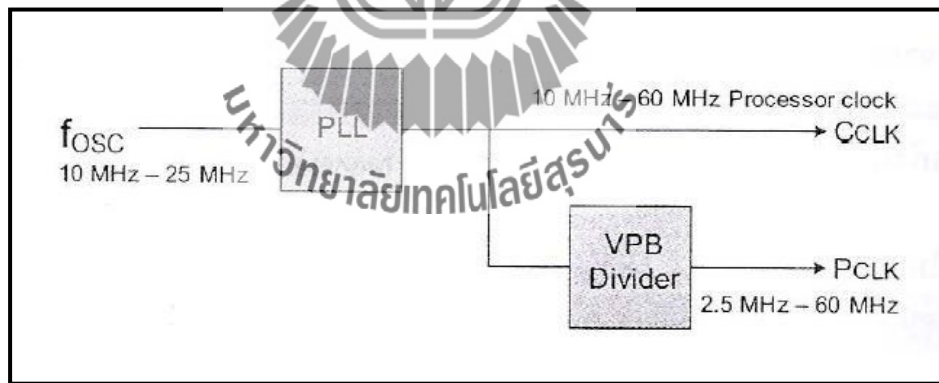 10 MHz – 60 MHz Processor clock
fOSC
PLL
CCLK
10 MHz – 25 MHz
มหาวิทยาลัยเทคโนโลยีสุรนารี
VPB
Divider
PCLK
2.5 MHz – 60 MHz